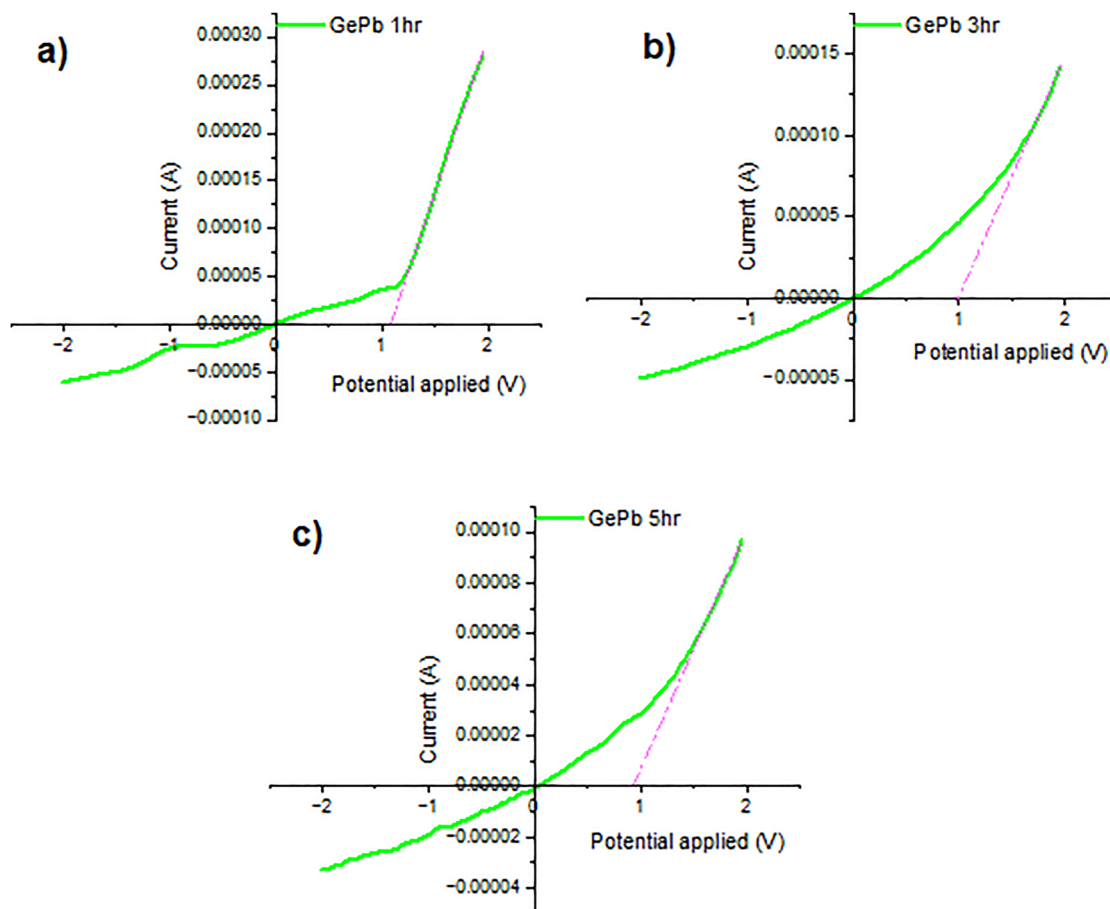 a)
GePb 1hr
0.00030
0.00025
0.00020
0.00015
0.00010
0.00005
0.00000
−0.00005
−0.00010
Current (A)
−2 −1 0 1 2
Potential applied (V)
b)
GePb 3hr
0.00015
0.00010
0.00005
0.00000
−0.00005
Current (A)
−2 −1 0 1 2
Potential applied (V)
c)
GePb 5hr
0.00010
0.00008
0.00006
0.00004
0.00002
0.00000
−0.00002
−0.00004
Current (A)
−2 −1 0 1 2
Potential applied (V)